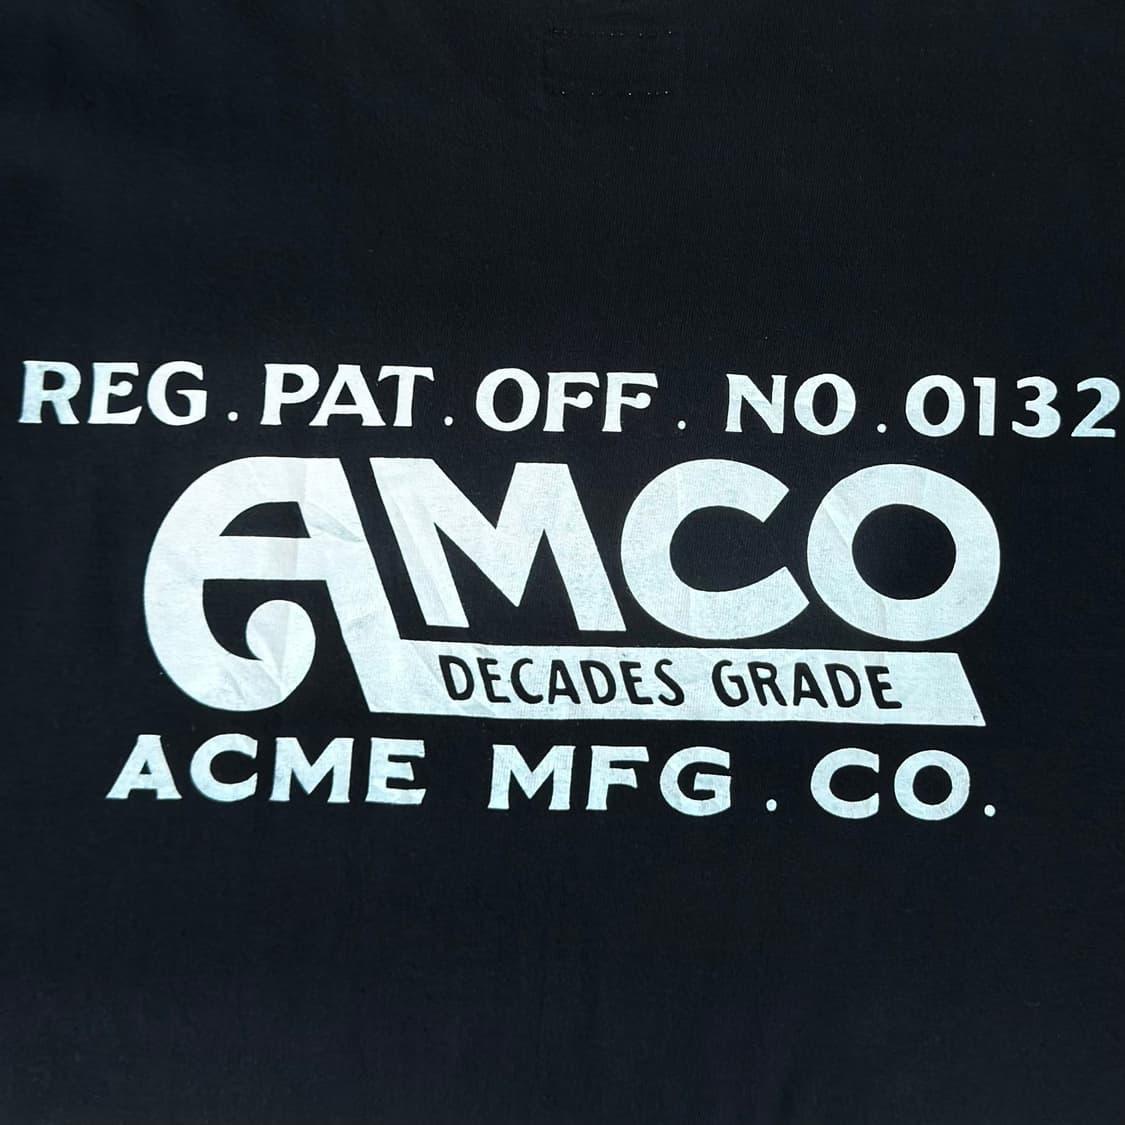 REG. PAT. OFF. NO. 0132
AMCO
DECADES GRADE
ACME MFG. CO.